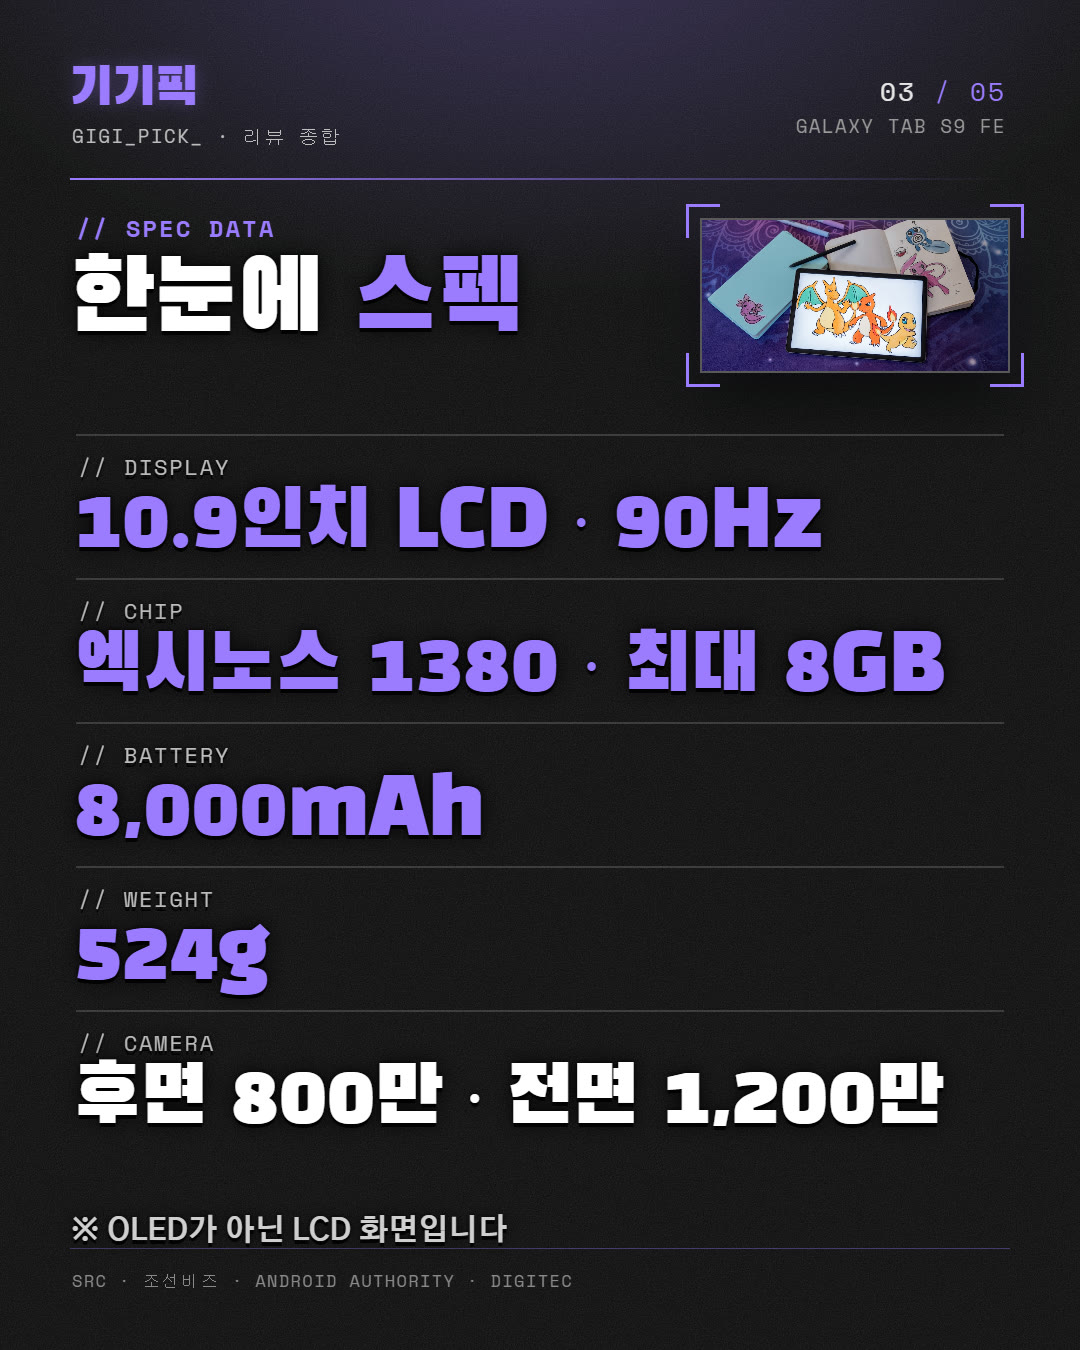 기기픽
GIGI_PICK_ · 리뷰 종합
03 / 05
GALAXY TAB S9 FE
// SPEC DATA
한눈에 스펙
// DISPLAY
10.9인치 LCD · 90Hz
// CHIP
엑시노스 1380 · 최대 8GB
// BATTERY
8,000mAh
// WEIGHT
524g
// CAMERA
후면 800만 · 전면 1,200만
※ OLED가 아닌 LCD 화면입니다
SRC · 조선비즈 · ANDROID AUTHORITY · DIGITEC